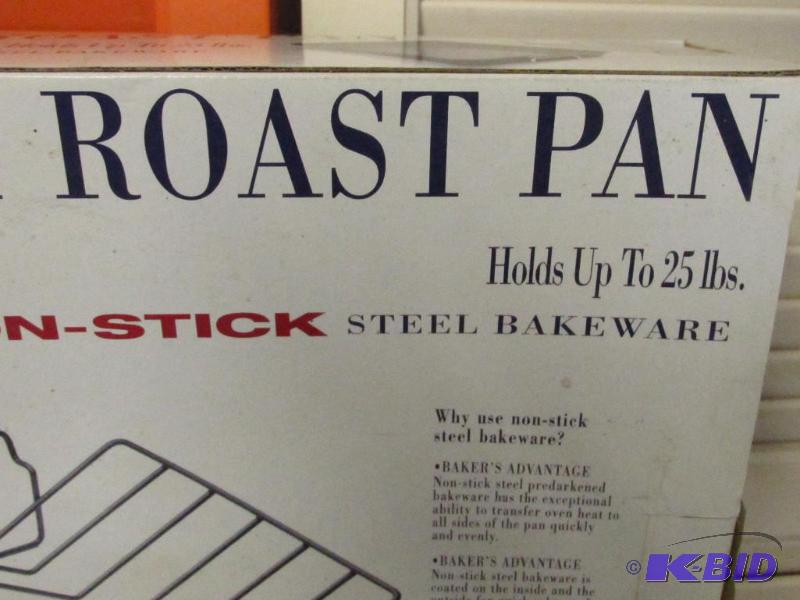 ROAST PAN
Holds Up To 25 lbs.
N-STICK STEEL BAKEWARE
Why use non-stick
steel bakeware?
•BAKER'S ADVANTAGE
Non-stick steel predarkened
bakeware has the exceptional
ability to transfer oven heat to
all sides of the pan quickly
and evenly.
•BAKER'S ADVANTAGE
Non-stick steel bakeware is
coated on the inside and the
© K-BID